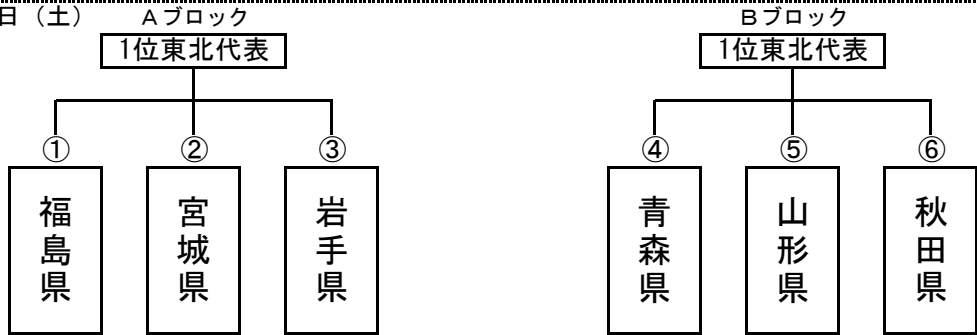 日（土）　Ａブロック　Ｂブロック
1位東北代表　1位東北代表
①　②　③　④　⑤　⑥
福島県　宮城県　岩手県　青森県　山形県　秋田県